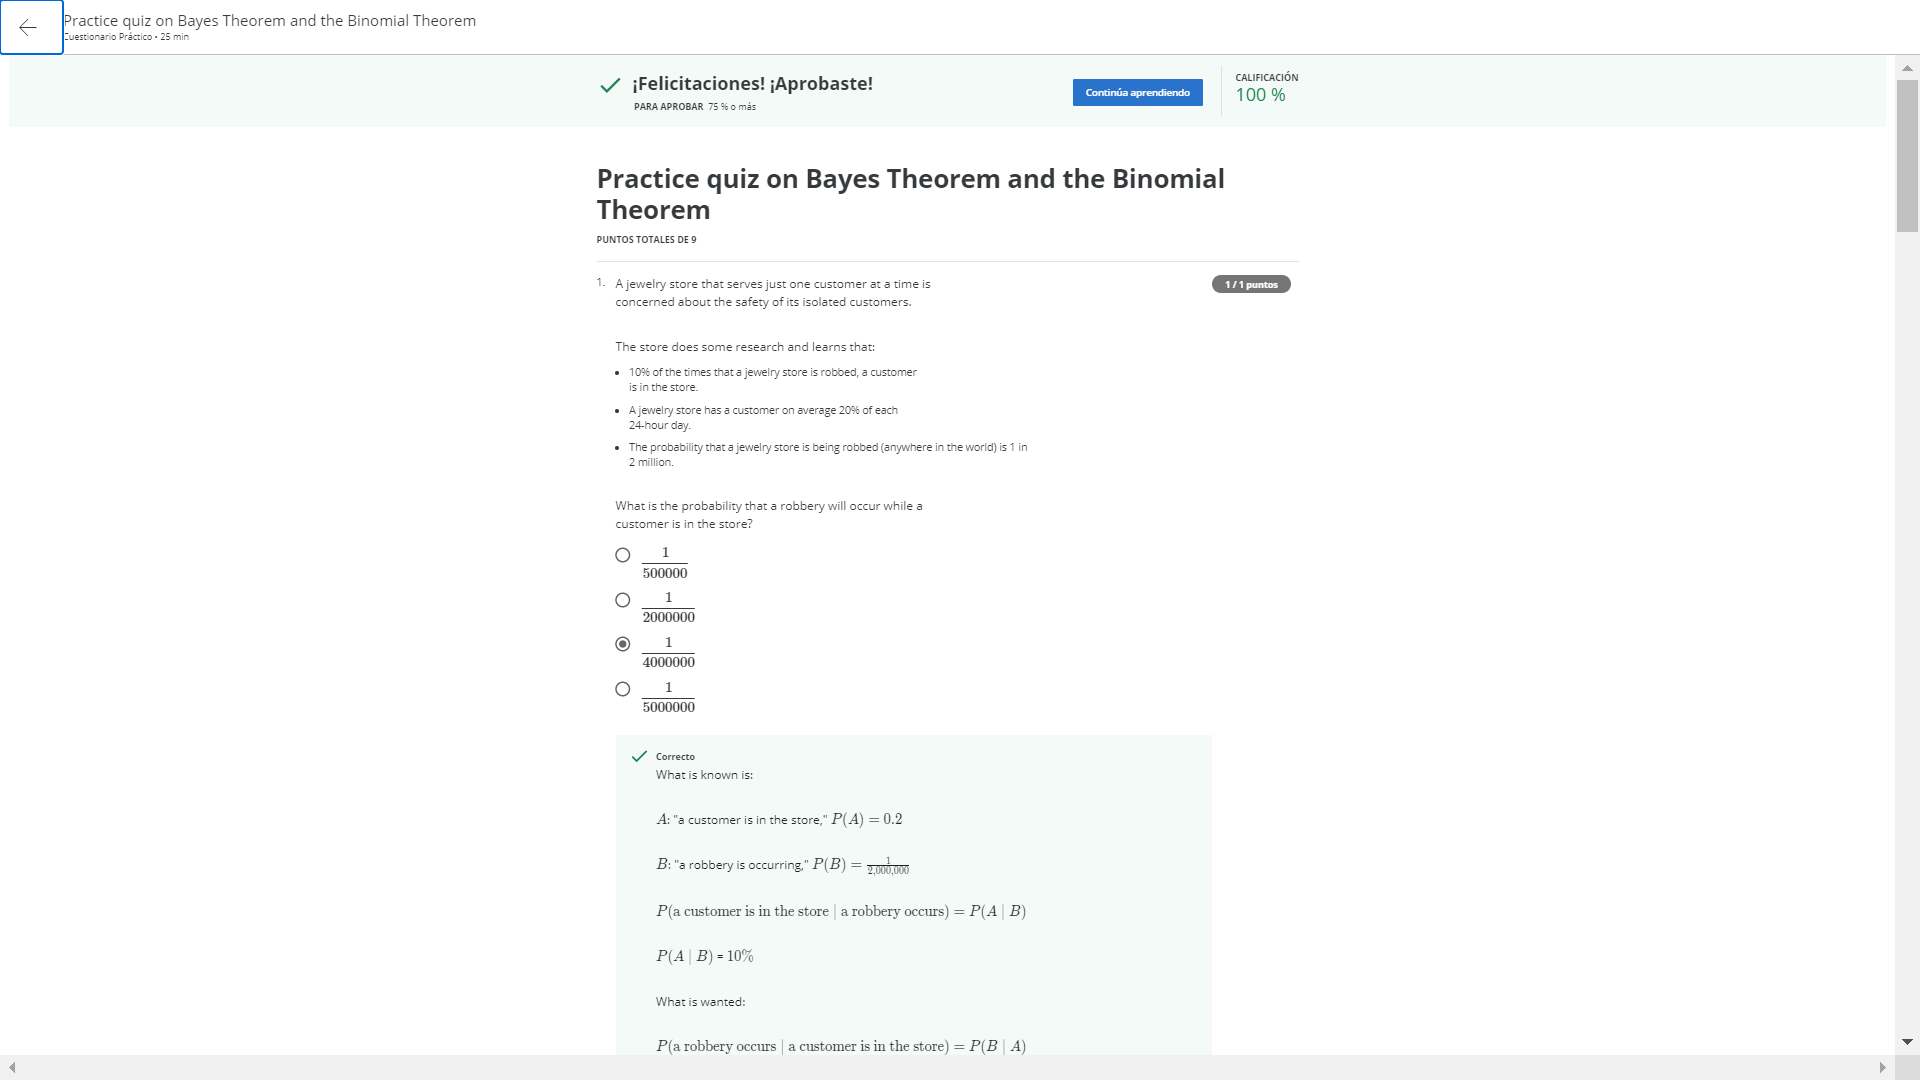 Practice quiz on Bayes Theorem and the Binomial Theorem
Cuestionario Práctico • 25 min
¡Felicitaciones! ¡Aprobaste!
PARA APROBAR 75 % o más
Continúa aprendiendo
CALIFICACIÓN
100 %
Practice quiz on Bayes Theorem and the Binomial
Theorem
PUNTOS TOTALES DE 9
1. A jewelry store that serves just one customer at a time is
concerned about the safety of its isolated customers.
1 / 1 puntos
The store does some research and learns that:
• 10% of the times that a jewelry store is robbed, a customer
is in the store.
• A jewelry store has a customer on average 20% of each
24-hour day.
• The probability that a jewelry store is being robbed (anywhere in the world) is 1 in
2 million.
What is the probability that a robbery will occur while a
customer is in the store?
1
500000
1
2000000
1
4000000
1
5000000
Correcto
What is known is:
A: "a customer is in the store," P(A) = 0.2
B: "a robbery is occurring," P(B) = 1/2,000,000
P(a customer is in the store | a robbery occurs) = P(A | B)
P(A | B) = 10%
What is wanted:
P(a robbery occurs | a customer is in the store) = P(B | A)